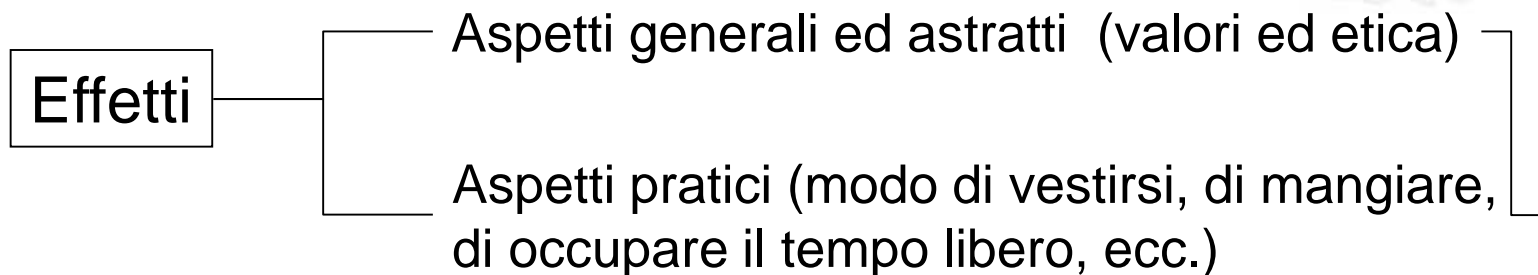 Effetti
Aspetti generali ed astratti (valori ed etica)
Aspetti pratici (modo di vestirsi, di mangiare,
di occupare il tempo libero, ecc.)